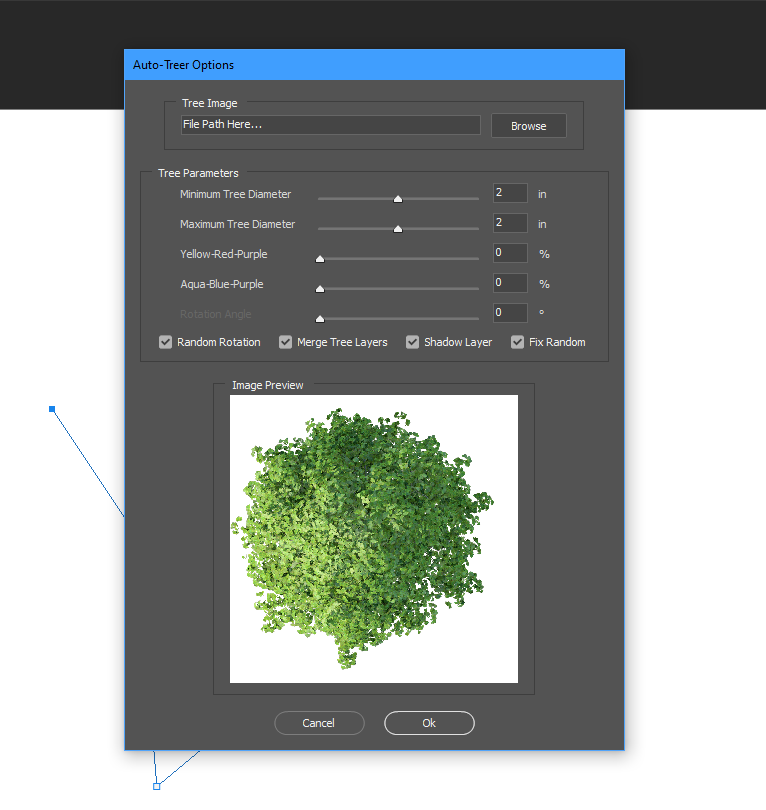 Auto-Treer Options
Tree Image
File Path Here...
Browse
Tree Parameters
Minimum Tree Diameter 2 in
Maximum Tree Diameter 2 in
Yellow-Red-Purple 0 %
Aqua-Blue-Purple 0 %
Rotation Angle 0 °
Random Rotation Merge Tree Layers Shadow Layer Fix Random
Image Preview
Cancel Ok